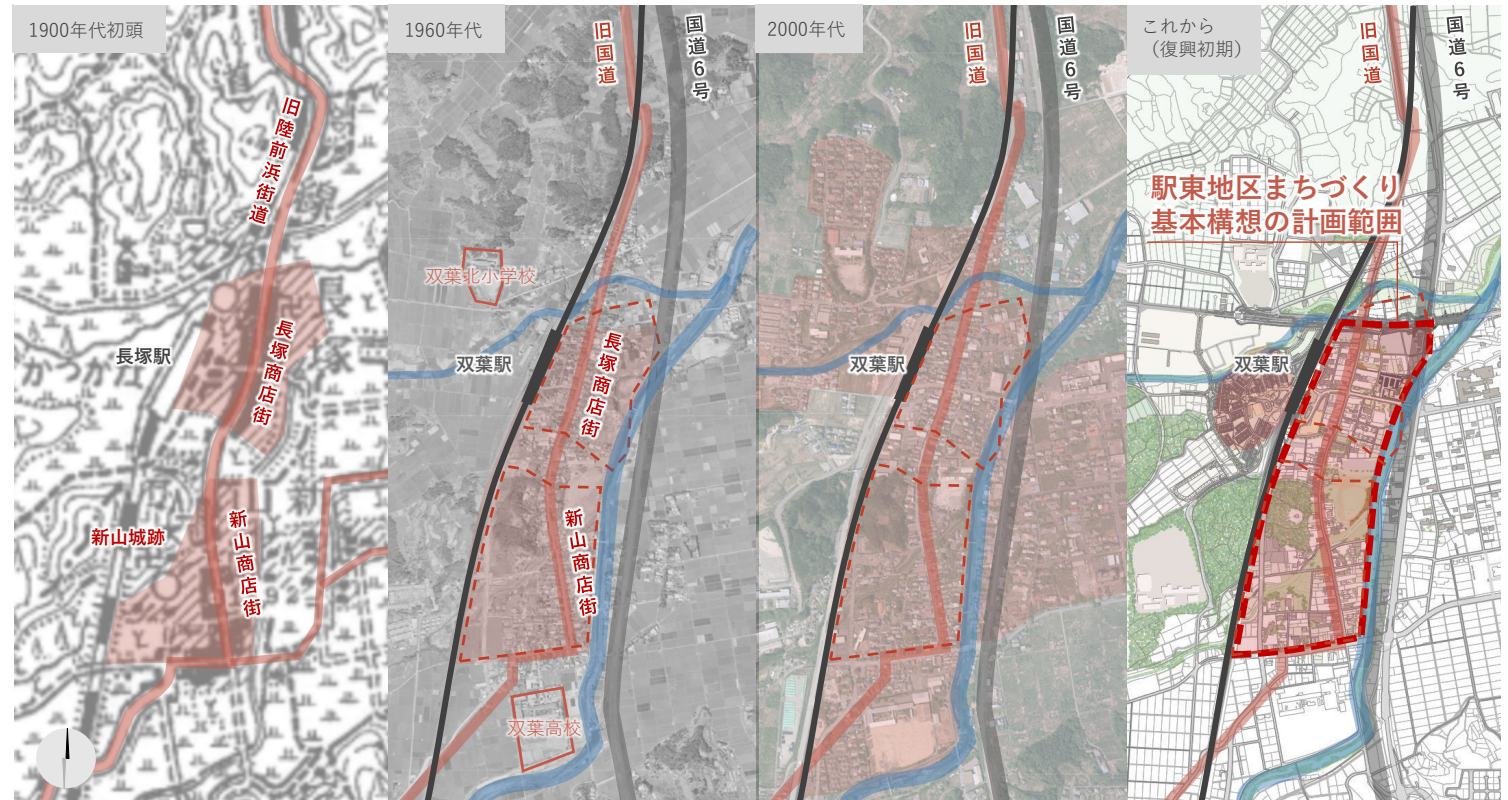 1900年代初頭
旧陸前浜街道
長塚駅
長塚商店街
新山城跡
新山商店街
1960年代
旧国道
国道6号
双葉北小学校
双葉駅
長塚商店街
新山商店街
双葉高校
2000年代
旧国道
国道6号
双葉駅
これから
（復興初期）
旧国道
国道6号
駅東地区まちづくり
基本構想の計画範囲
双葉駅